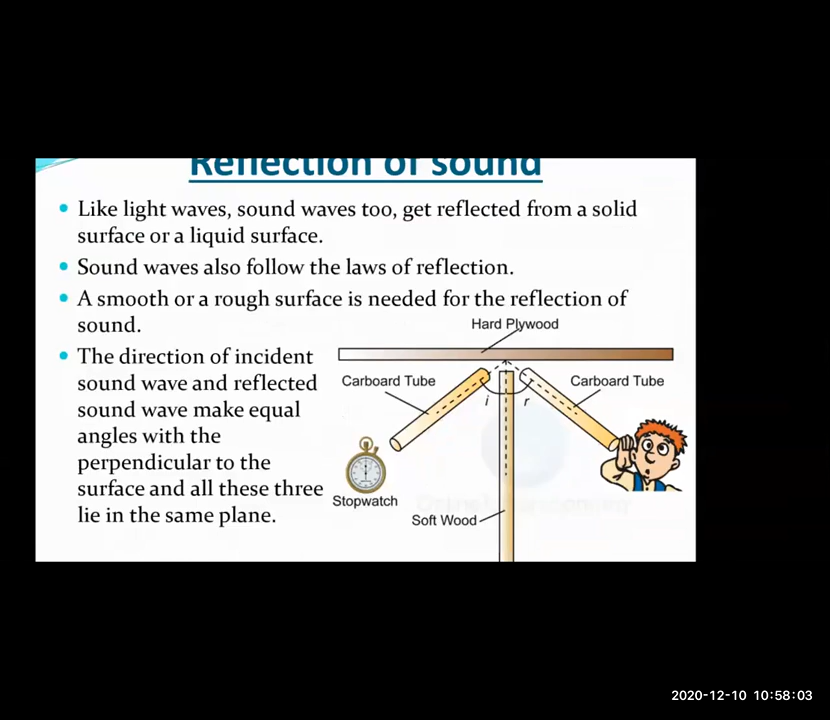 Reflection of sound
Like light waves, sound waves too, get reflected from a solid
surface or a liquid surface.
Sound waves also follow the laws of reflection.
A smooth or a rough surface is needed for the reflection of
sound.
The direction of incident
sound wave and reflected
sound wave make equal
angles with the
perpendicular to the
surface and all these three
lie in the same plane.
Hard Plywood
Carboard Tube
Carboard Tube
i
r
Stopwatch
Soft Wood
2020-12-10 10:58:03